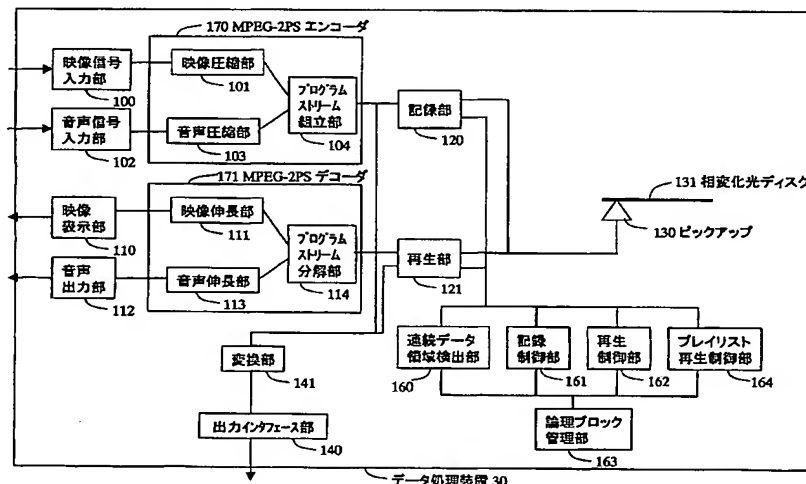 170 MPEG-2PS エンコーダ
映像信号
入力部
100
映像圧縮部
101
プログラム
ストリーム
組立部
104
音声信号
入力部
102
音声圧縮部
103
記録部
120
131 相変化光ディスク
130 ピックアップ
171 MPEG-2PS デコーダ
映像
表示部
110
映像伸長部
111
プログラム
ストリーム
分解部
114
音声
出力部
112
音声伸長部
113
再生部
121
変換部
141
連続データ
領域検出部
160
記録
制御部
161
再生
制御部
162
プレイリスト
再生制御部
164
出力インタフェース部
140
論理ブロック
管理部
163
データ処理装置 30